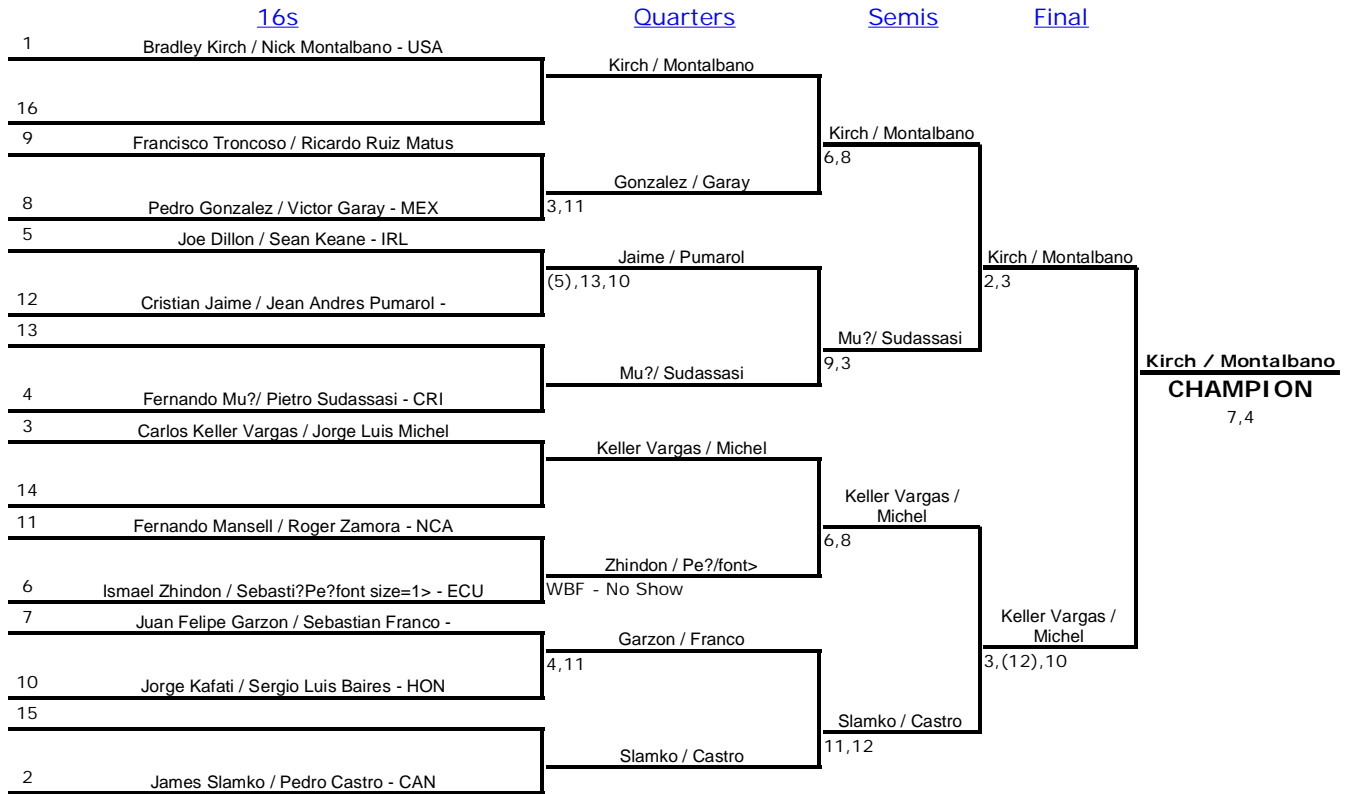 16s Quarters Semis Final
1 Bradley Kirch / Nick Montalbano - USA
Kirch / Montalbano
16
9 Francisco Troncoso / Ricardo Ruiz Matus
Kirch / Montalbano
6,8
Gonzalez / Garay
8 Pedro Gonzalez / Victor Garay - MEX
3,11
5 Joe Dillon / Sean Keane - IRL
Jaime / Pumarol
Kirch / Montalbano
(5),13,10
2,3
12 Cristian Jaime / Jean Andres Pumarol -
13
Mu?/ Sudassasi
9,3
Kirch / Montalbano
Mu?/ Sudassasi
CHAMPION
4 Fernando Mu?/ Pietro Sudassasi - CRI
7,4
3 Carlos Keller Vargas / Jorge Luis Michel
Keller Vargas / Michel
14
Keller Vargas /
Michel
11 Fernando Mansell / Roger Zamora - NCA
6,8
Zhindon / Pe?/font>
6 Ismael Zhindon / Sebasti?Pe?font size=1> - ECU
WBF - No Show
7 Juan Felipe Garzon / Sebastian Franco -
Keller Vargas /
Michel
Garzon / Franco
4,11
3,(12),10
10 Jorge Kafati / Sergio Luis Baires - HON
15
Slamko / Castro
11,12
Slamko / Castro
2 James Slamko / Pedro Castro - CAN